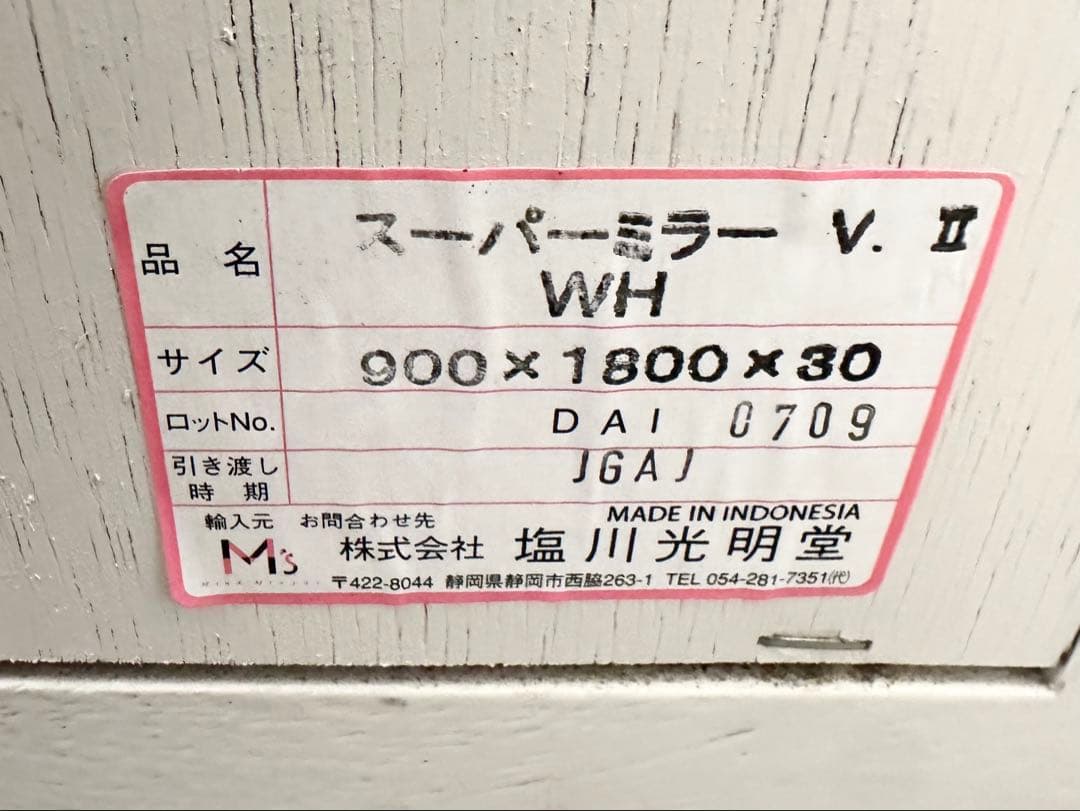 品名 スーパーミラー V. II
WH
サイズ 900×1800×30
ロットNo. DAI 0709
引き渡し時期 JGAJ
MADE IN INDONESIA
輸入元 お問合わせ先
M's 株式会社 塩川光明堂
〒422-8044 静岡県静岡市西脇263-1 TEL 054-281-7351(代)